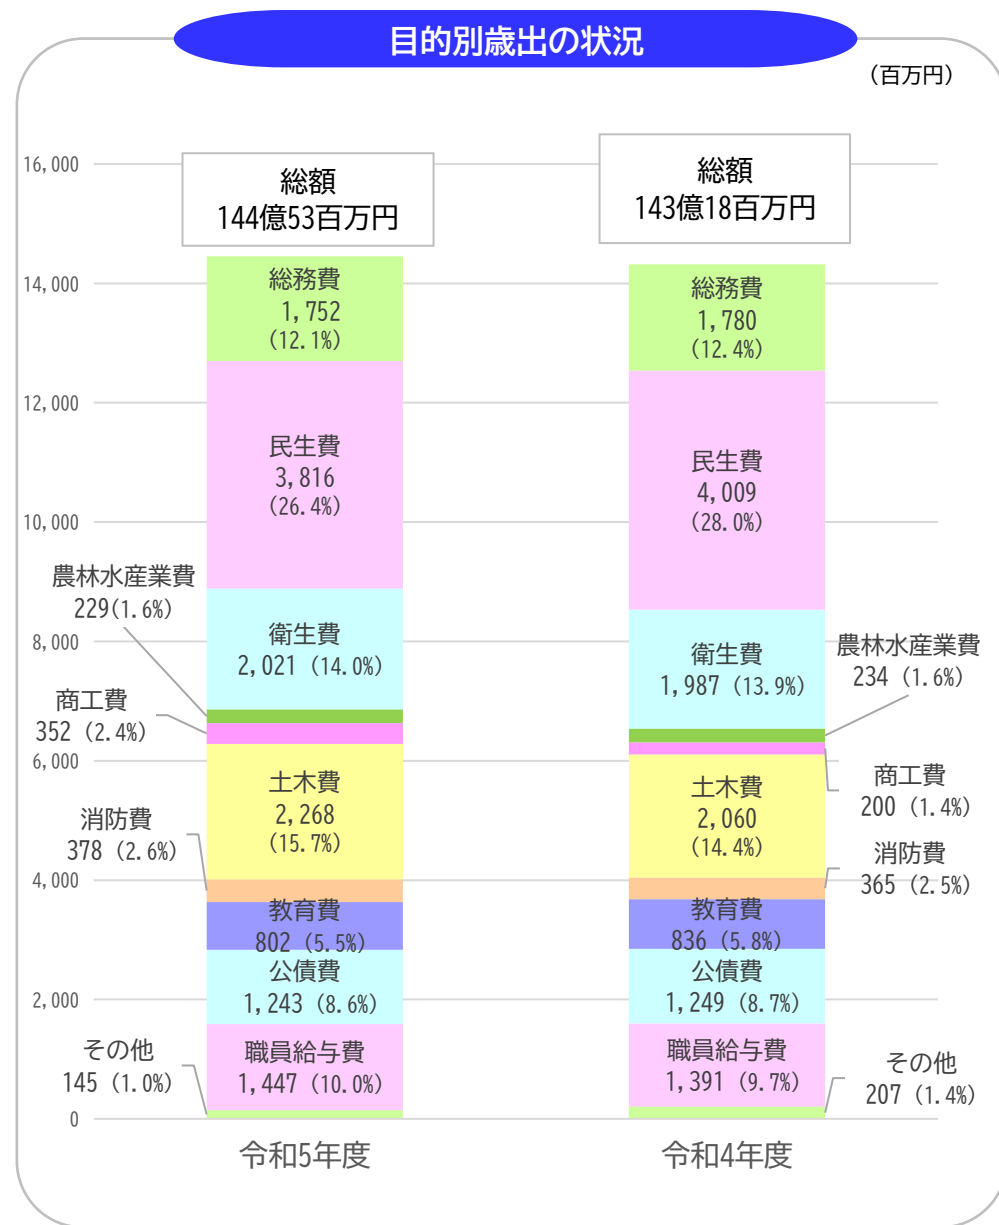 目的別歳出の状況
（百万円）
16,000
14,000
12,000
10,000
8,000
6,000
4,000
2,000
0
総額
144億53百万円
総務費
1,752
(12.1%)
民生費
3,816
(26.4%)
農林水産業費
229(1.6%)
衛生費
2,021 (14.0%)
商工費
352 (2.4%)
土木費
2,268
(15.7%)
消防費
378 (2.6%)
教育費
802 (5.5%)
公債費
1,243 (8.6%)
職員給与費
1,447 (10.0%)
その他
145 (1.0%)
令和5年度
総額
143億18百万円
総務費
1,780
(12.4%)
民生費
4,009
(28.0%)
衛生費
1,987 (13.9%)
農林水産業費
234 (1.6%)
商工費
200 (1.4%)
土木費
2,060
(14.4%)
消防費
365 (2.5%)
教育費
836 (5.8%)
公債費
1,249 (8.7%)
職員給与費
1,391 (9.7%)
その他
207 (1.4%)
令和4年度